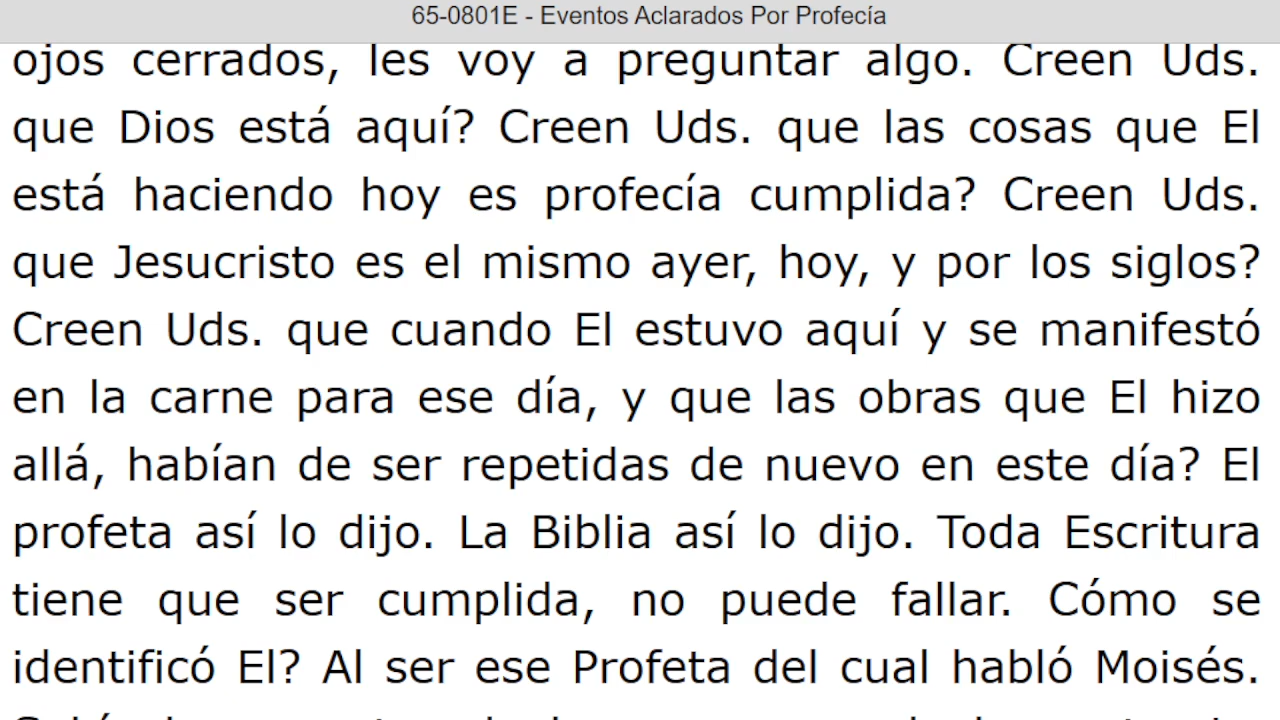 65-0801E - Eventos Aclarados Por Profecía
ojos cerrados, les voy a preguntar algo. Creen Uds.
que Dios está aquí? Creen Uds. que las cosas que El
está haciendo hoy es profecía cumplida? Creen Uds.
que Jesucristo es el mismo ayer, hoy, y por los siglos?
Creen Uds. que cuando El estuvo aquí y se manifestó
en la carne para ese día, y que las obras que El hizo
allá, habían de ser repetidas de nuevo en este día? El
profeta así lo dijo. La Biblia así lo dijo. Toda Escritura
tiene que ser cumplida, no puede fallar. Cómo se
identificó El? Al ser ese Profeta del cual habló Moisés.